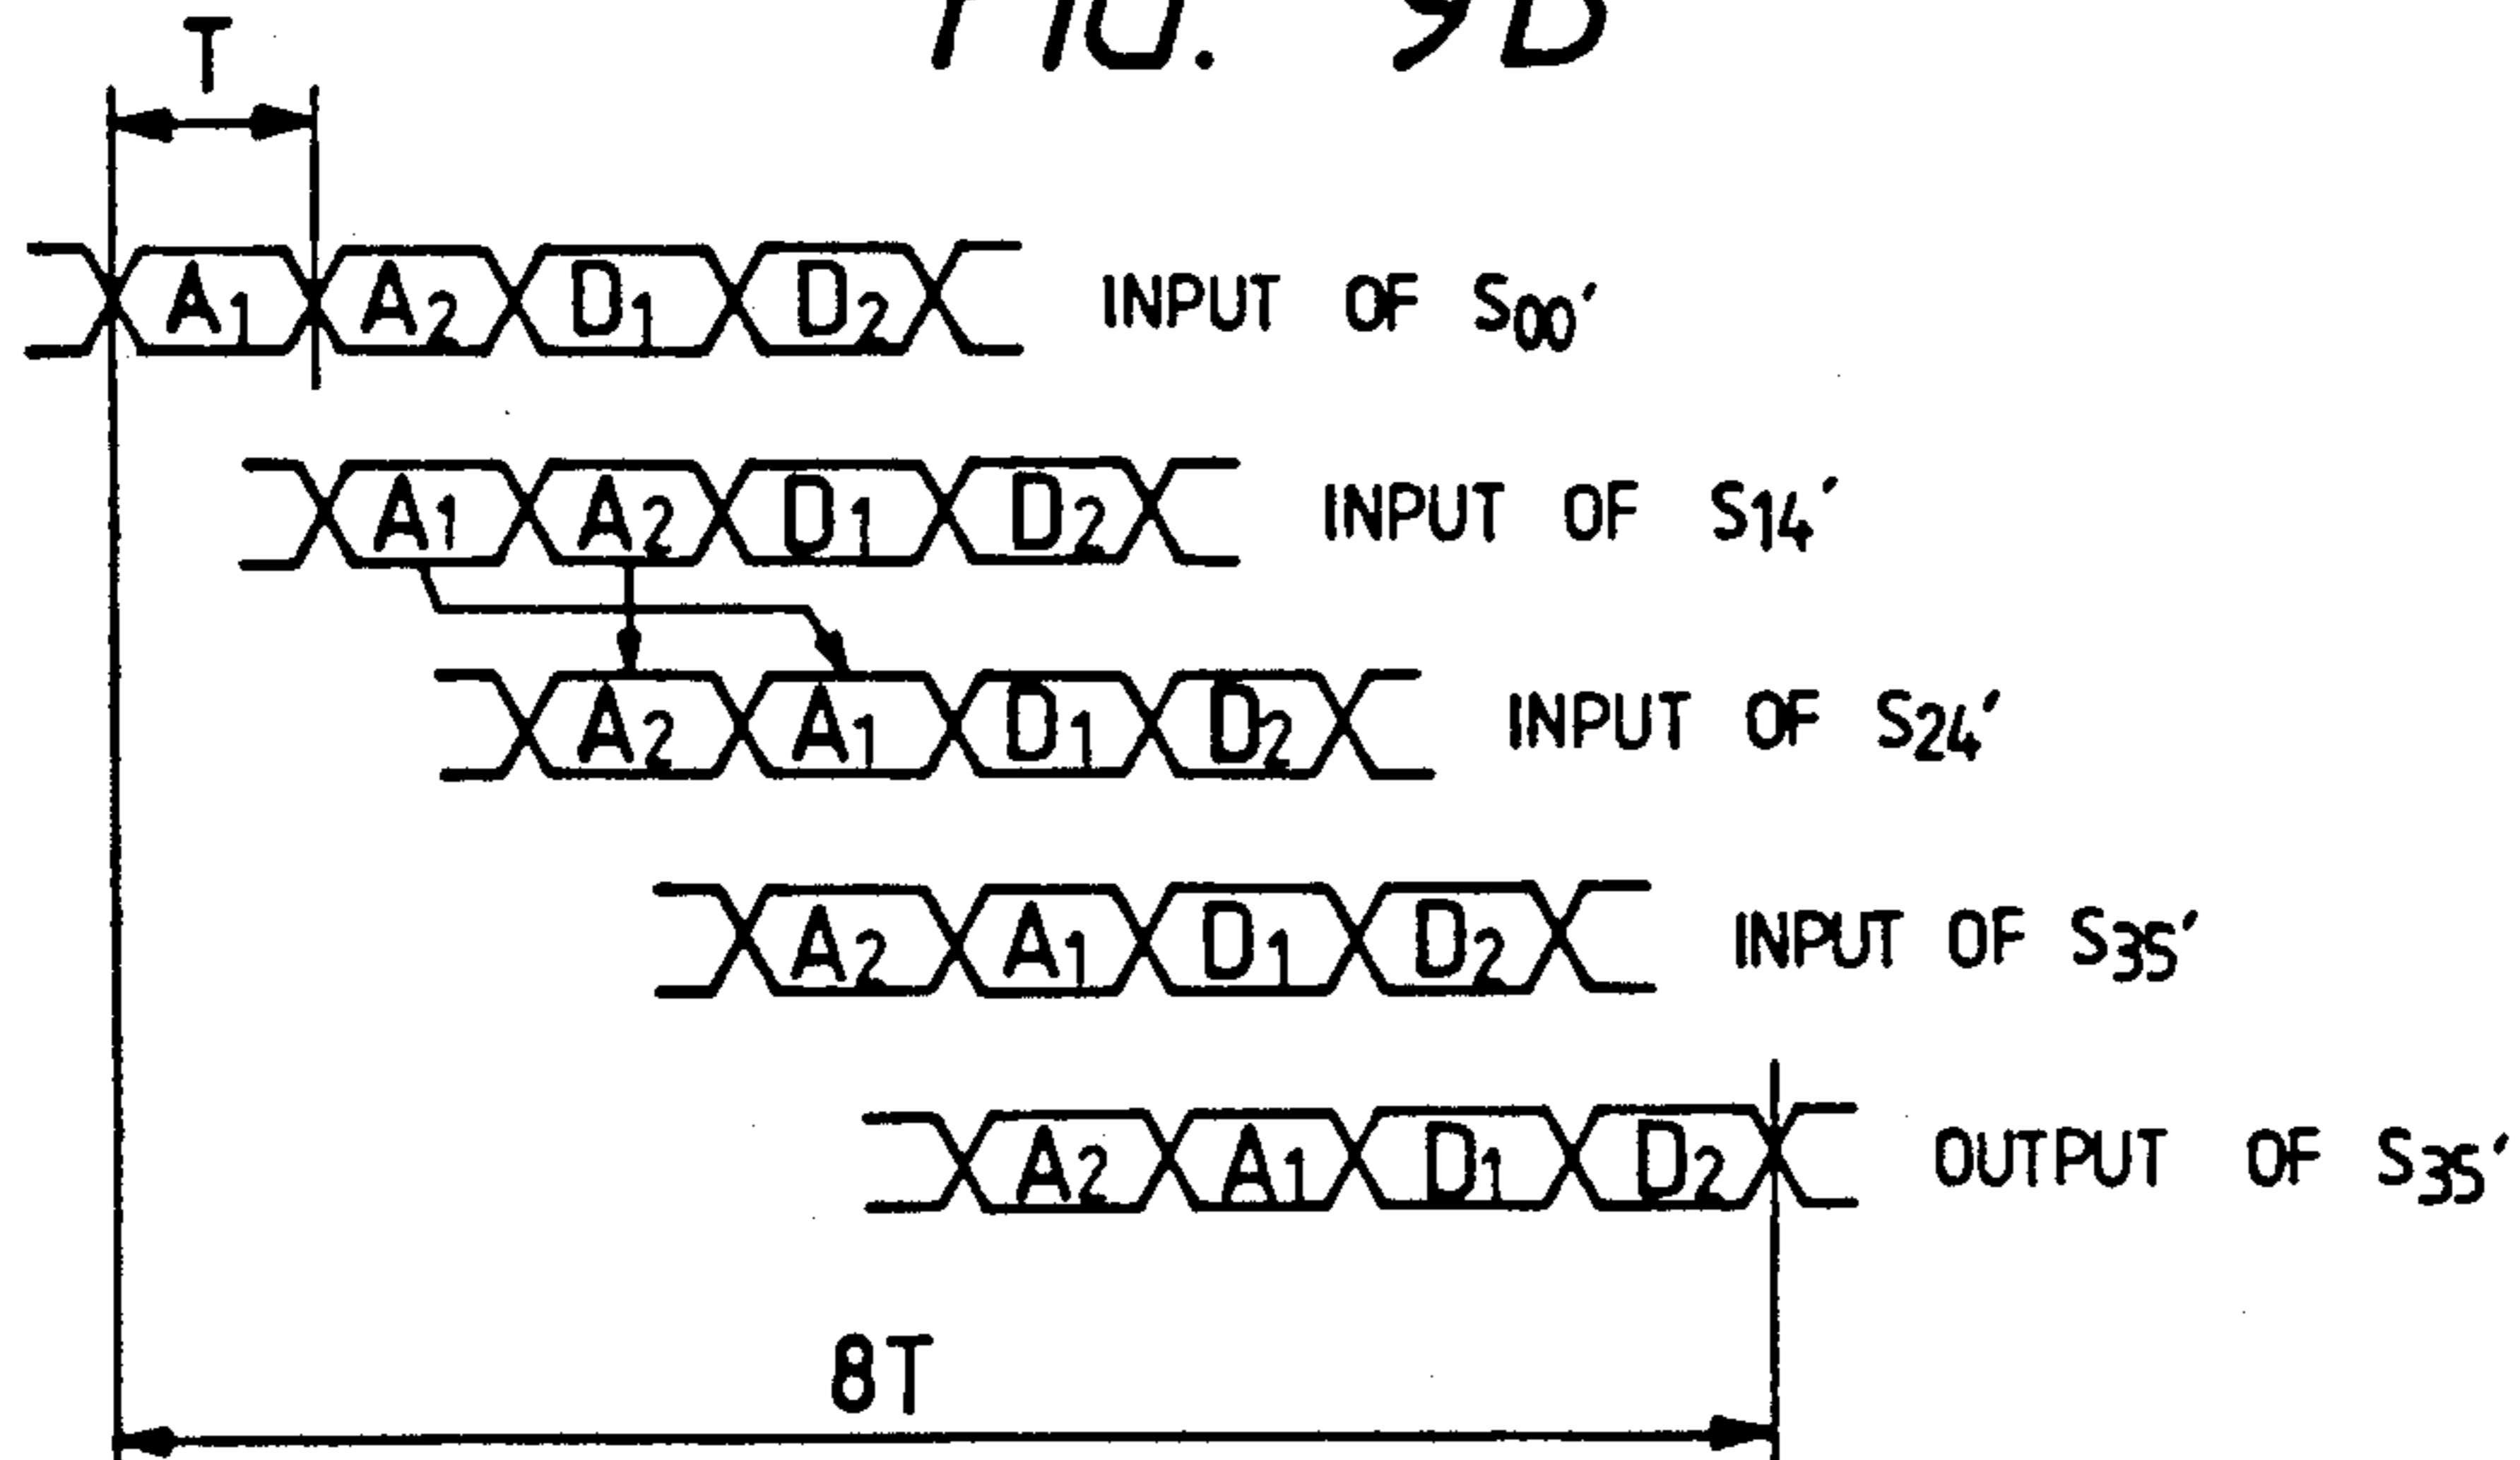 FIG.
T
A1 A2 D1 D2 INPUT OF S00'
A1 A2 D1 D2 INPUT OF S14'
A2 A1 D1 D2 INPUT OF S24'
A2 A1 D1 D2 INPUT OF S35'
A2 A1 D1 D2 OUTPUT OF S35'
8T